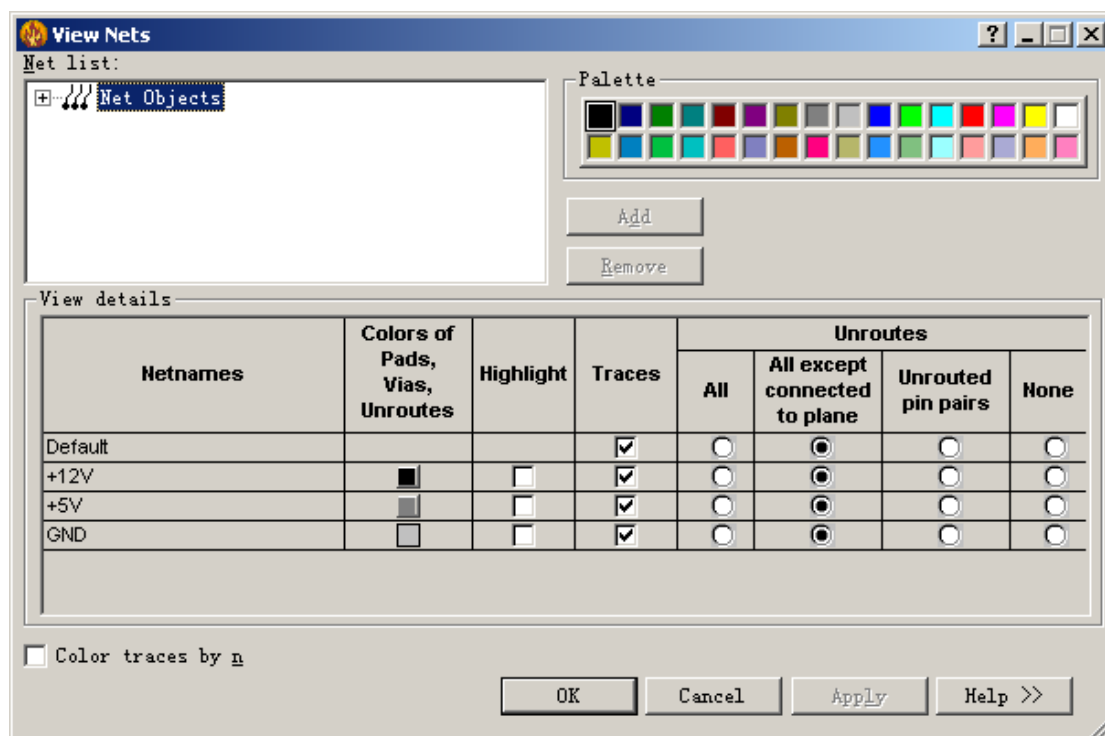 View Nets
Net list:
Net Objects
Palette
Add
Remove
View details
Netnames
Colors of
Pads,
Vias,
Unroutes
Highlight
Traces
Unroutes
All
All except
connected
to plane
Unrouted
pin pairs
None
Default
+12V
+5V
GND
Color traces by n
OK Cancel Apply Help >>